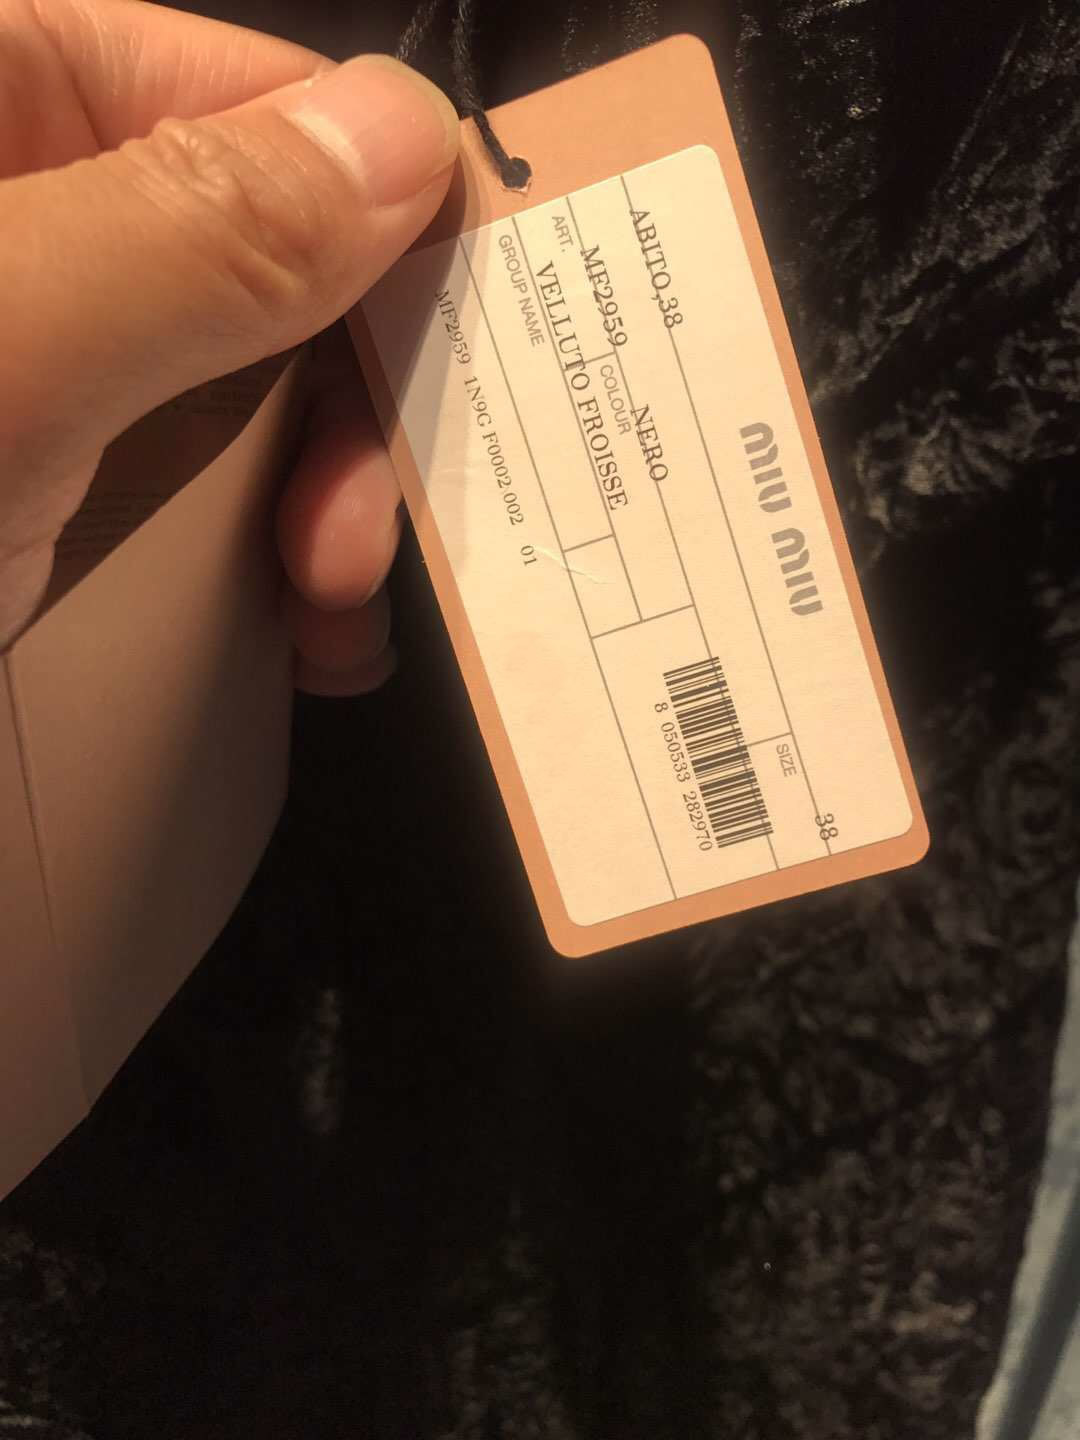 MIU MIU
SIZE
38
ABITO,38
ART.
MF2959
COLOUR
NERO
GROUP NAME
VELLUTO FROISSE
MF2959 1N9G F0002.002 01
8 050533 282970